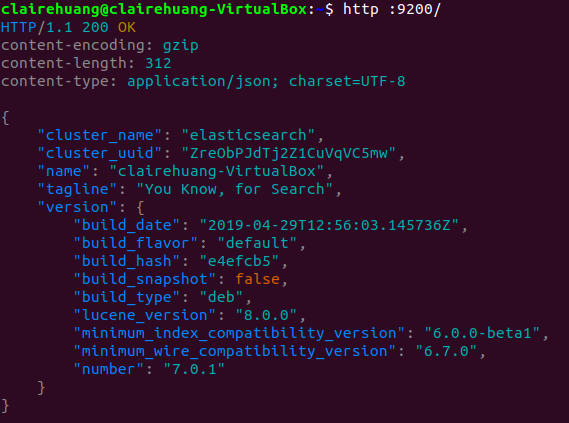 clairehuang@clairehuang-VirtualBox:~$ http :9200/
HTTP/1.1 200 OK
content-encoding: gzip
content-length: 312
content-type: application/json; charset=UTF-8

{
    "cluster_name": "elasticsearch",
    "cluster_uuid": "ZreObPJdTj2Z1CuVqVC5mw",
    "name": "clairehuang-VirtualBox",
    "tagline": "You Know, for Search",
    "version": {
        "build_date": "2019-04-29T12:56:03.145736Z",
        "build_flavor": "default",
        "build_hash": "e4efcb5",
        "build_snapshot": false,
        "build_type": "deb",
        "lucene_version": "8.0.0",
        "minimum_index_compatibility_version": "6.0.0-beta1",
        "minimum_wire_compatibility_version": "6.7.0",
        "number": "7.0.1"
    }
}